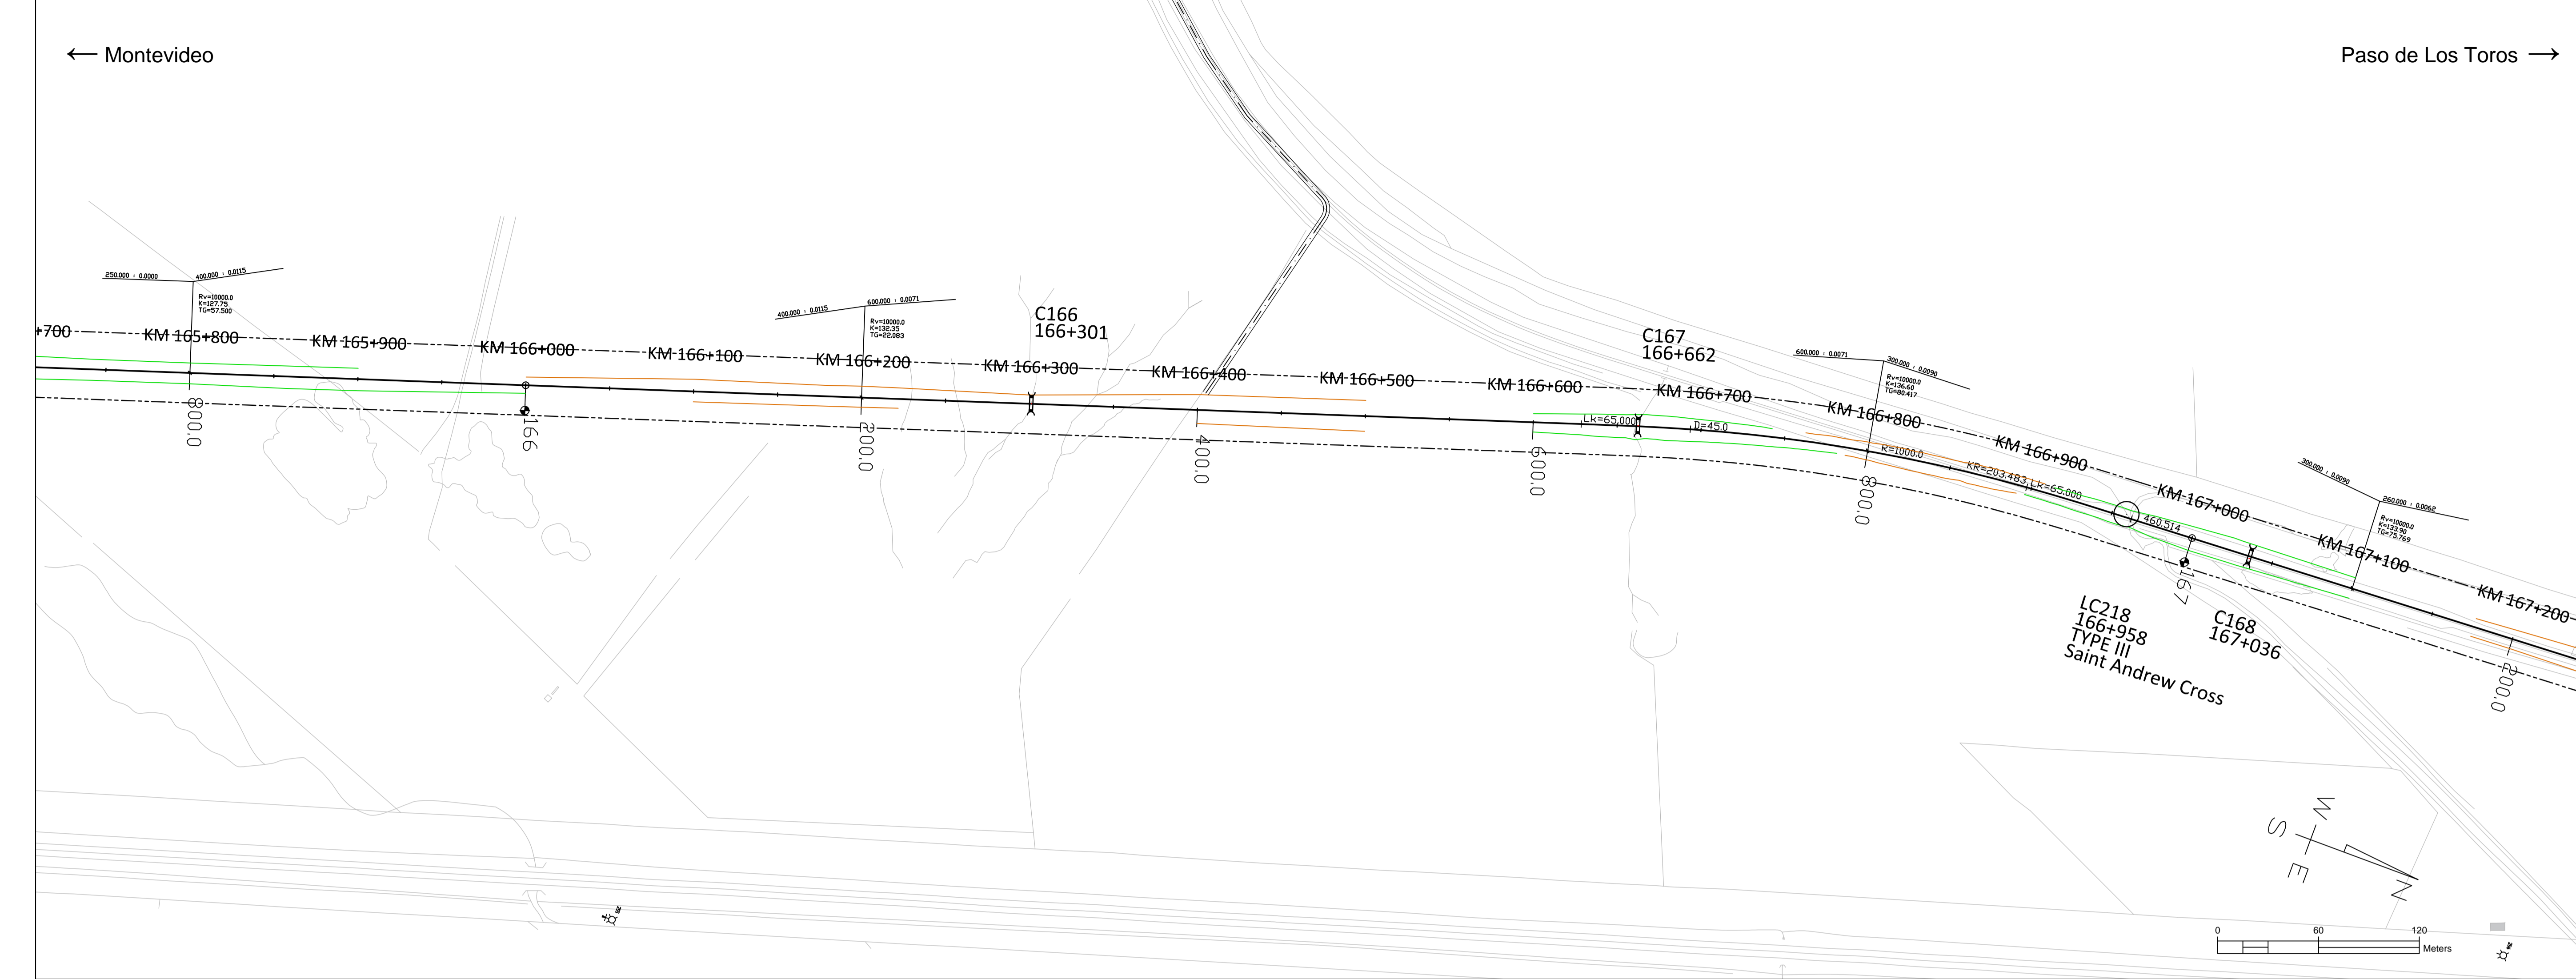 ← Montevideo
Paso de Los Toros →
250.000 : 0.0000
400.000 : 0.0115
Rv=10000.0
K=127.75
TG=57.500
400.000 : 0.0115
600.000 : 0.0071
Rv=10000.0
K=132.35
TG=22.083
C166
166+301
C167
166+662
600.000 : 0.0071
300.000 : 0.0090
Rv=10000.0
K=136.60
TG=80.417
300.000 : 0.0090
260.000 : 0.0062
Rv=10000.0
K=133.90
TG=75.769
+700
KM 165+800
KM 165+900
KM 166+000
KM 166+100
KM 166+200
KM 166+300
KM 166+400
KM 166+500
KM 166+600
KM 166+700
KM 166+800
KM 166+900
KM 167+000
KM 167+100
KM 167+200
Lk=65.000
D=45.0
R=1000.0
KR=203.483
Lk=65.000
460.514
800.0
166
200.0
400.0
600.0
800.0
167
200.0
LC218
166+958
TYPE III
Saint Andrew Cross
C168
167+036
W
S
E
N
0 60 120
Meters